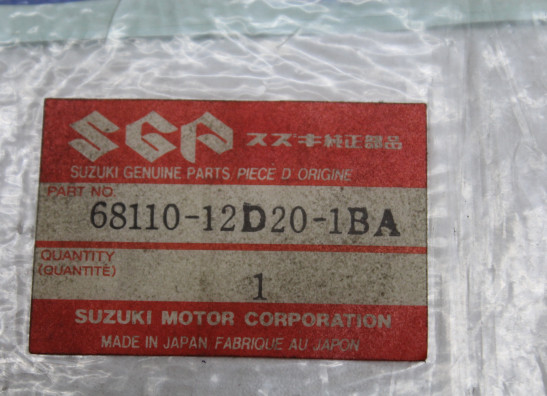 SGP スズキ純正部品
SUZUKI GENUINE PARTS/PIECE D'ORIGINE
PART NO.
68110-12D20-1BA
QUANTITY
(QUANTITÉ)
1
SUZUKI MOTOR CORPORATION
MADE IN JAPAN FABRIQUE AU JAPON